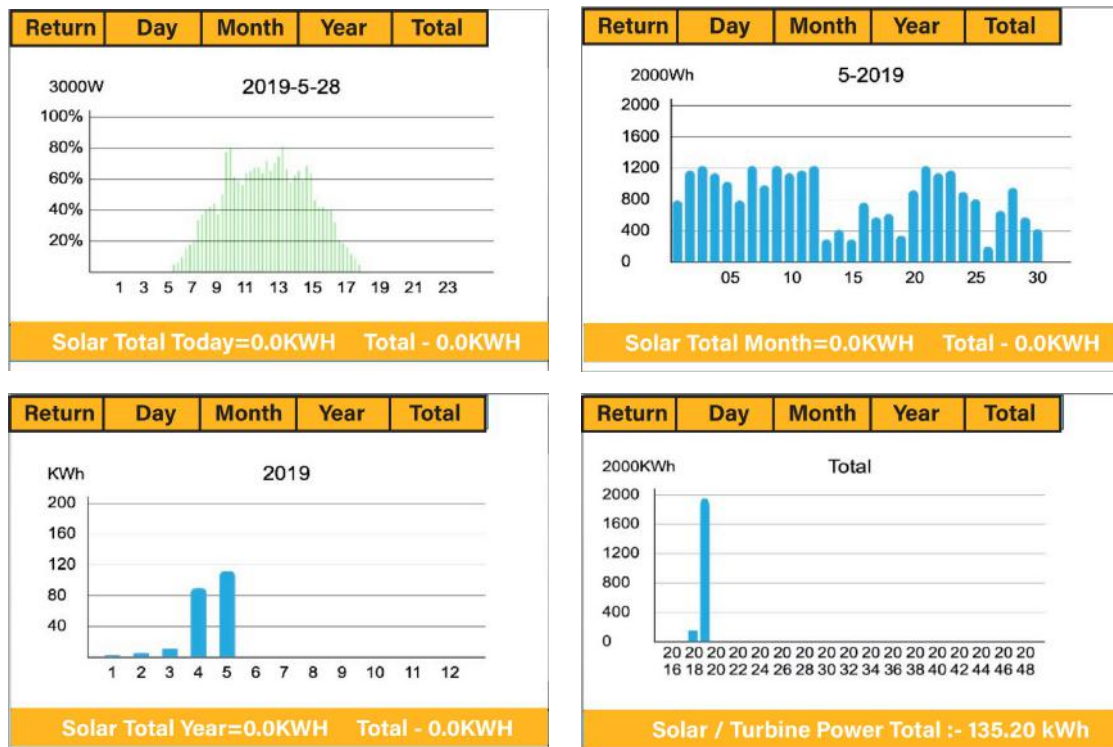 Return Day Month Year Total
3000W 2019-5-28
100%
80%
60%
40%
20%
1 3 5 7 9 11 13 15 17 19 21 23
Solar Total Today=0.0KWH Total - 0.0KWH
Return Day Month Year Total
2000Wh 5-2019
2000
1600
1200
800
400
0
05 10 15 20 25 30
Solar Total Month=0.0KWH Total - 0.0KWH
Return Day Month Year Total
KWh 2019
200
160
120
80
40
1 2 3 4 5 6 7 8 9 10 11 12
Solar Total Year=0.0KWH Total - 0.0KWH
Return Day Month Year Total
2000KWh Total
2000
1600
1200
800
400
0
20 20 20 20 20 20 20 20 20 20 20 20 20 20 20 20 20
16 18 20 22 24 26 28 30 32 34 36 38 40 42 44 46 48
Solar / Turbine Power Total :- 135.20 kWh